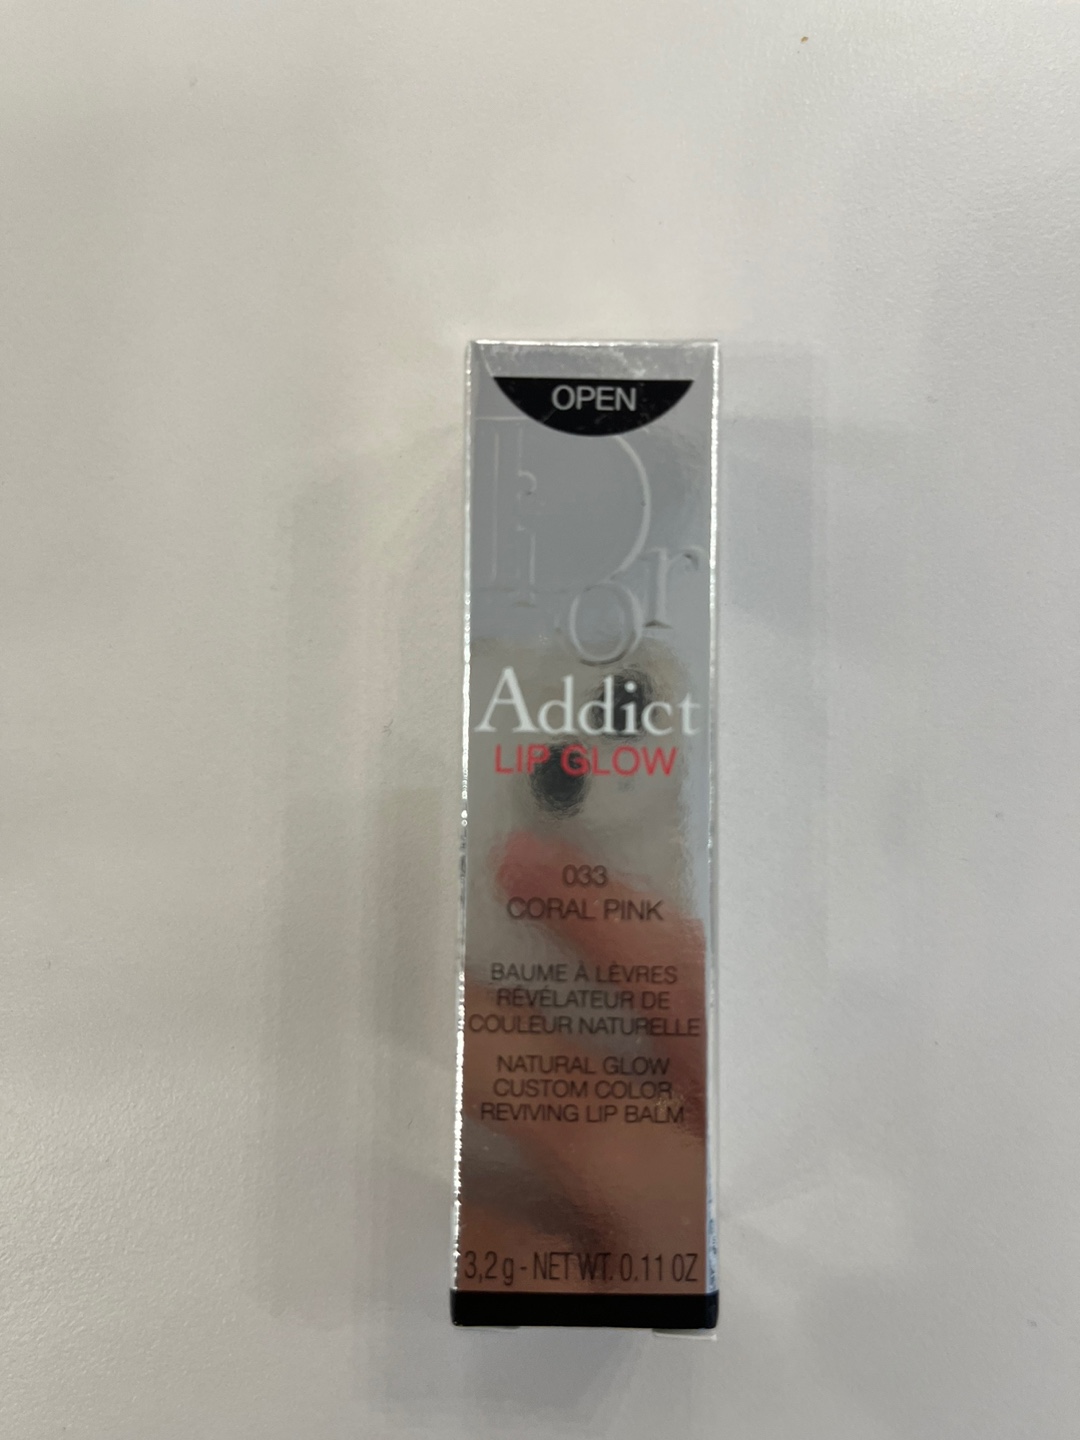 OPEN
Dior
Addict
LIP GLOW
033
CORAL PINK
BAUME À LÈVRES
RÉVÉLATEUR DE
COULEUR NATURELLE
NATURAL GLOW
CUSTOM COLOR
REVIVING LIP BALM
3,2 g - NET WT. 0.11 OZ